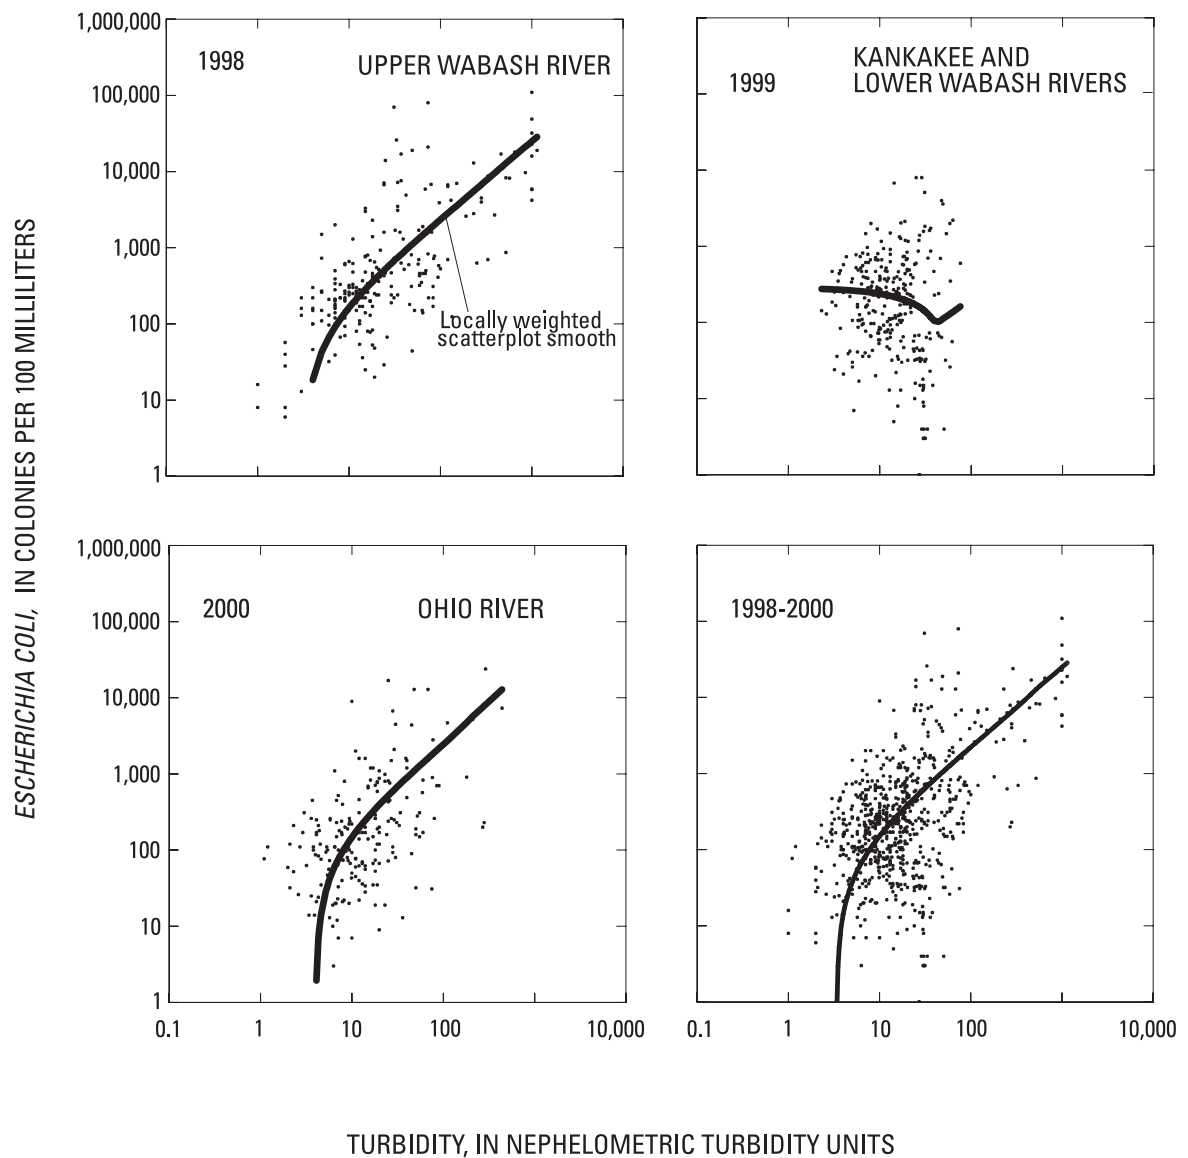 1,000,000
1998
UPPER WABASH RIVER
100,000
10,000
1,000
100
10
1
Locally weighted
scatterplot smooth
1999
KANKAKEE AND
LOWER WABASH RIVERS
ESCHERICHIA COLI, IN COLONIES PER 100 MILLILITERS
1,000,000
2000
OHIO RIVER
100,000
10,000
1,000
100
10
1
0.1 1 10 100 10,000
1998-2000
0.1 1 10 100 10,000
TURBIDITY, IN NEPHELOMETRIC TURBIDITY UNITS